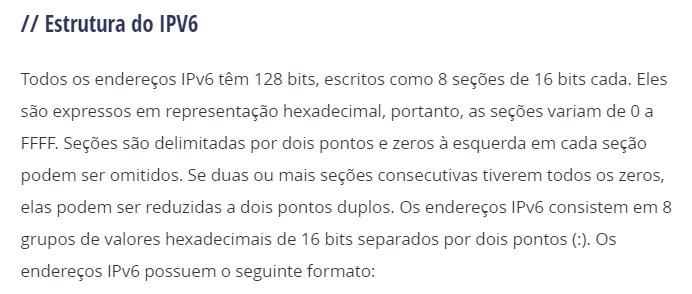 // Estrutura do IPV6
Todos os endereços IPv6 têm 128 bits, escritos como 8 seções de 16 bits cada. Eles
são expressos em representação hexadecimal, portanto, as seções variam de 0 a
FFFF. Seções são delimitadas por dois pontos e zeros à esquerda em cada seção
podem ser omitidos. Se duas ou mais seções consecutivas tiverem todos os zeros,
elas podem ser reduzidas a dois pontos duplos. Os endereços IPv6 consistem em 8
grupos de valores hexadecimais de 16 bits separados por dois pontos (:). Os
endereços IPv6 possuem o seguinte formato: